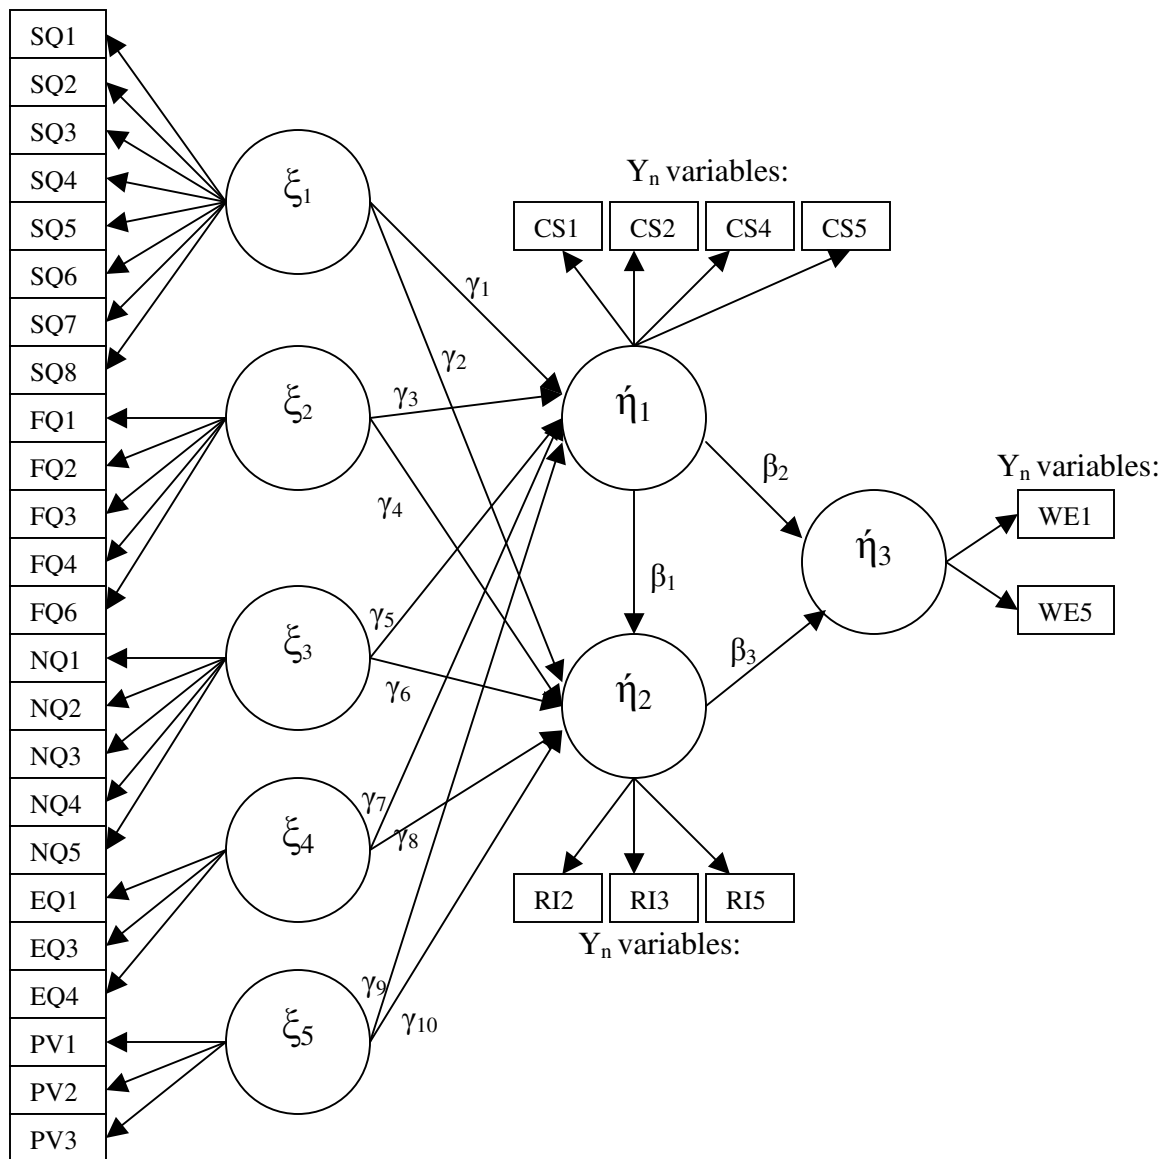 SQ1
SQ2
SQ3
SQ4
SQ5
SQ6
SQ7
SQ8
FQ1
FQ2
FQ3
FQ4
FQ6
NQ1
NQ2
NQ3
NQ4
NQ5
EQ1
EQ3
EQ4
PV1
PV2
PV3
ξ1
ξ2
ξ3
ξ4
ξ5
γ1
γ2
γ3
γ4
γ5
γ6
γ7
γ8
γ9
γ10
Yn variables:
CS1 CS2 CS4 CS5
ή1
β1
ή2
RI2 RI3 RI5
Yn variables:
β2
β3
ή3
Yn variables:
WE1
WE5